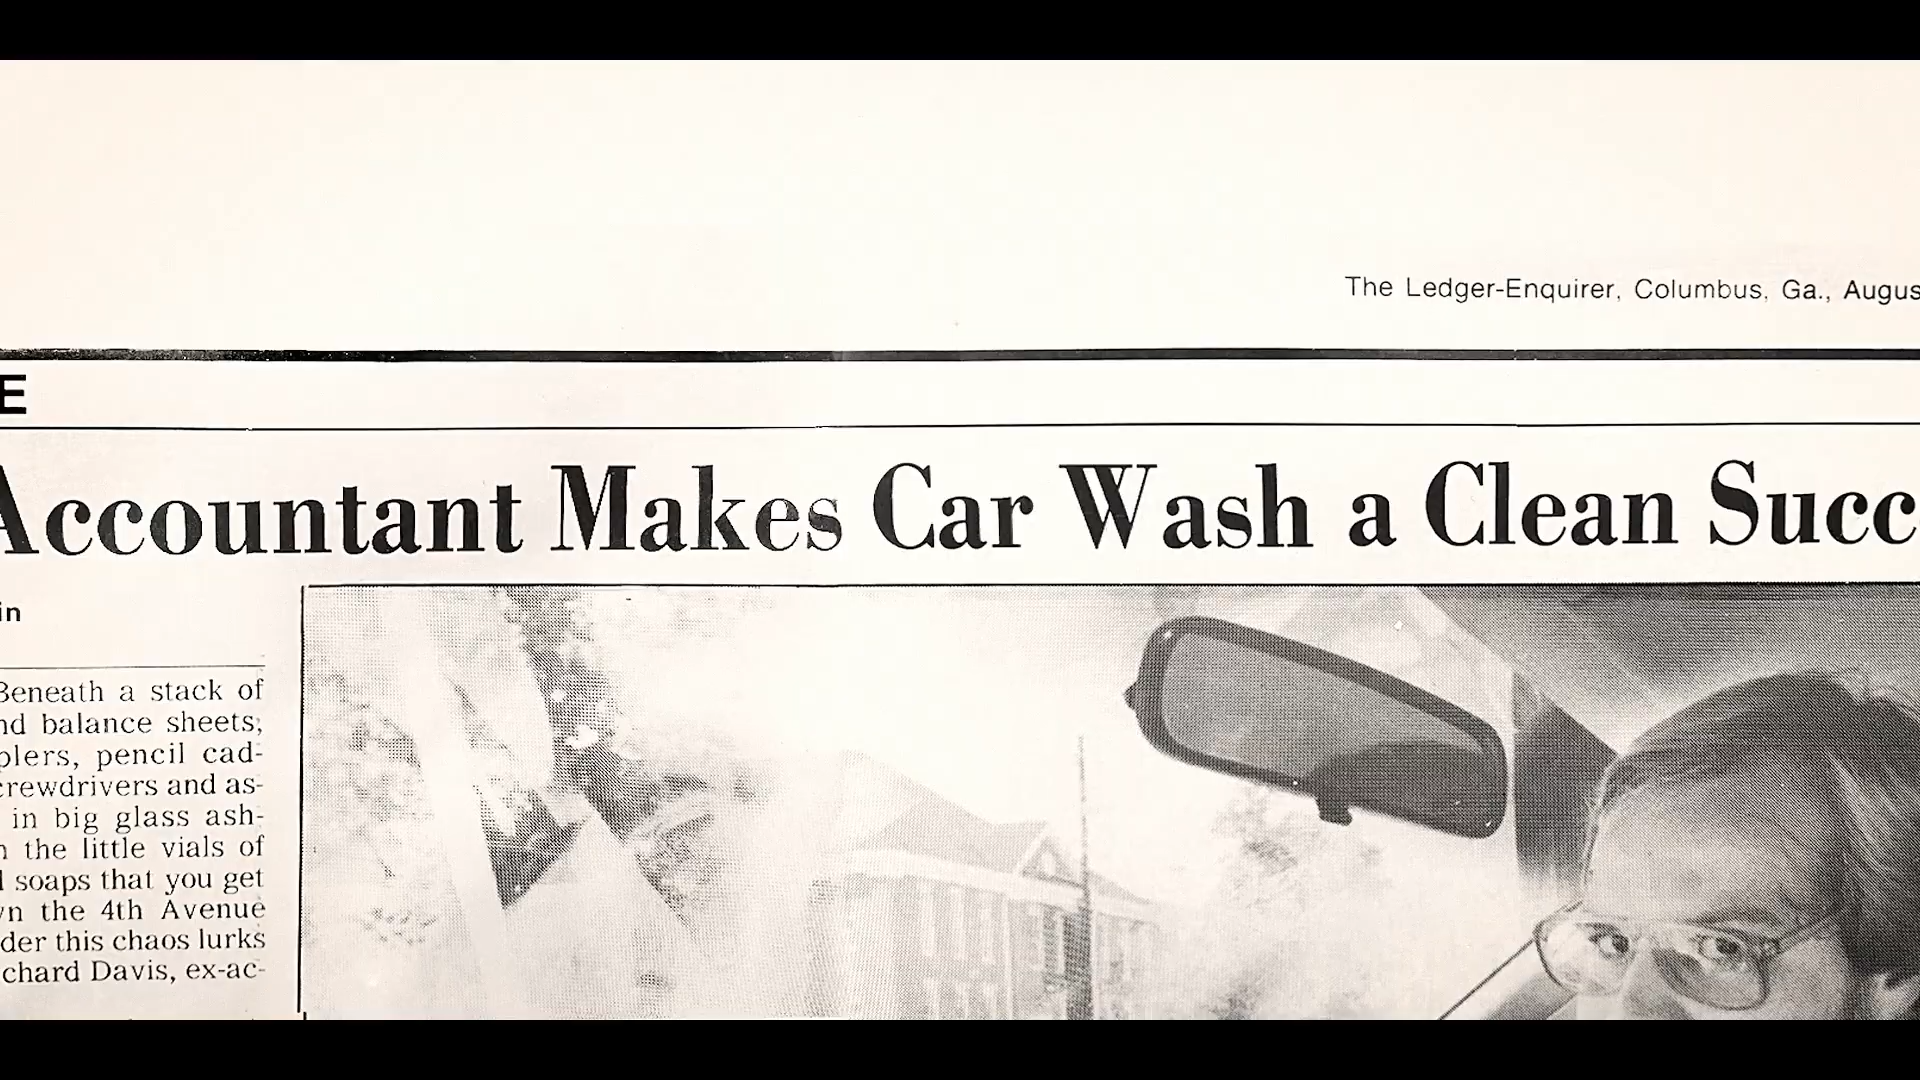 The Ledger-Enquirer, Columbus, Ga., Augus
E
Accountant Makes Car Wash a Clean Succ
in
Beneath a stack of
nd balance sheets,
plers, pencil cad-
crewdrivers and as-
in big glass ash-
the little vials of
soaps that you get
wn the 4th Avenue
der this chaos lurks
chard Davis, ex-ac-